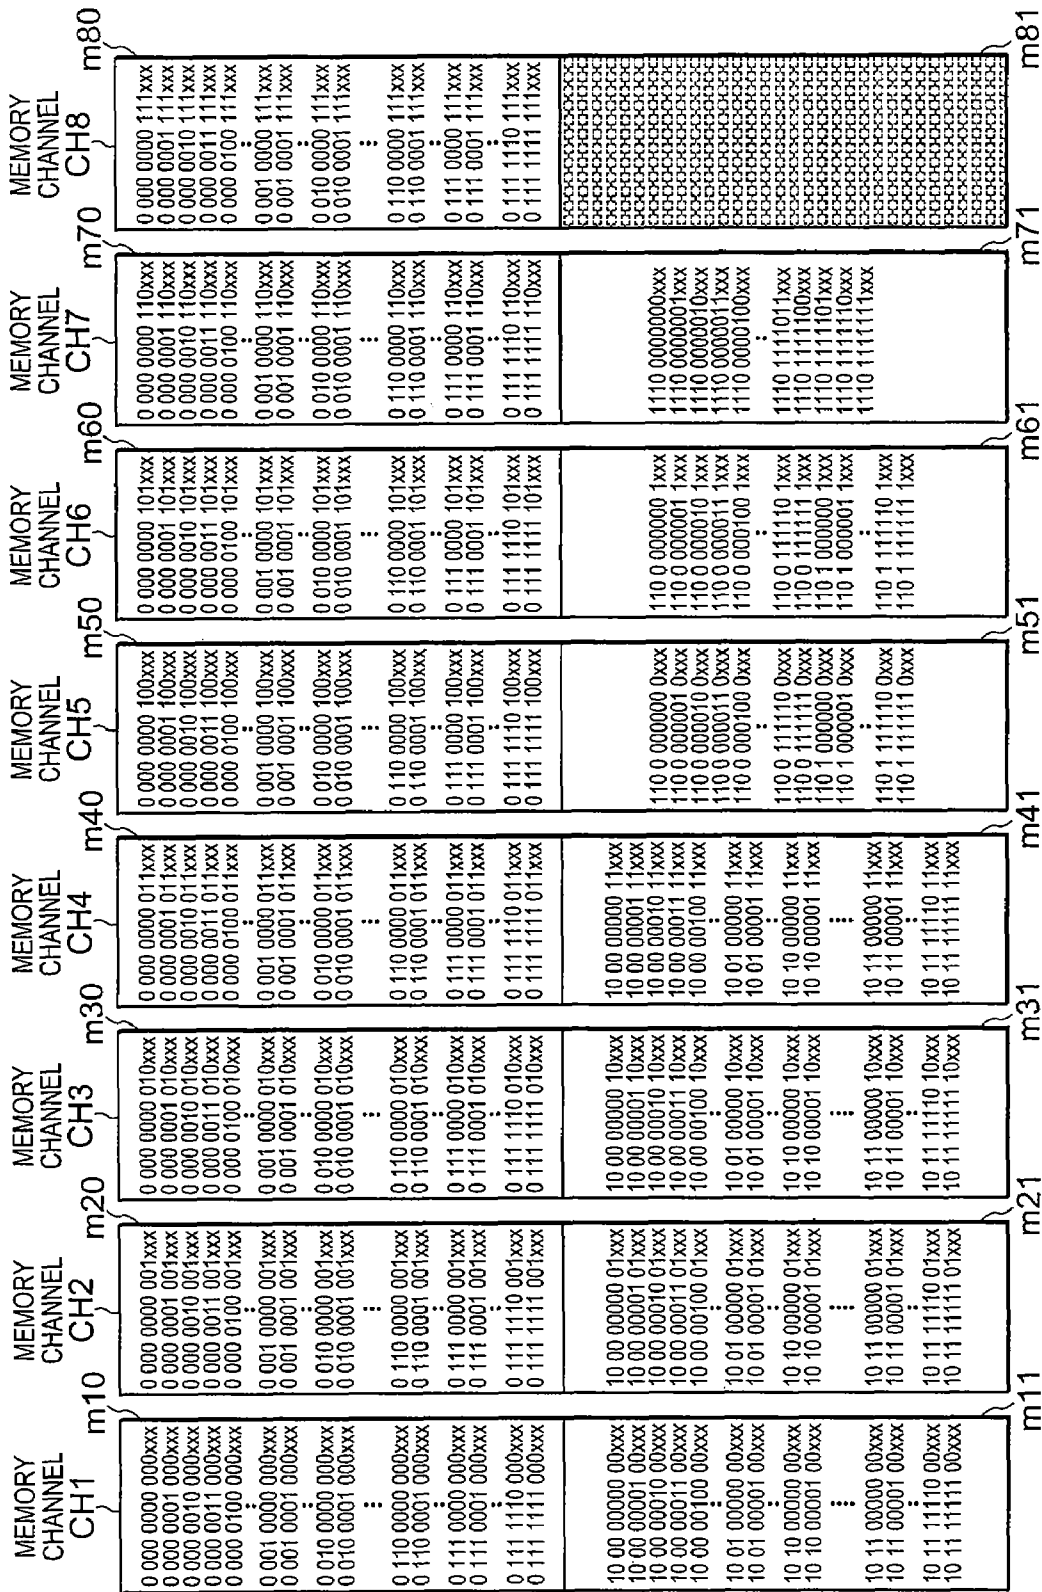 MEMORY
CHANNEL
CH1
m10
0 000 0000 000xxx
0 000 0001 000xxx
0 000 0010 000xxx
0 000 0011 000xxx
0 000 0100 000xxx
0 001 0000 000xxx
0 001 0001 000xxx
0 010 0000 000xxx
0 010 0001 000xxx
0 110 0000 000xxx
0 110 0001 000xxx
0 111 0000 000xxx
0 111 0001 000xxx
0 111 1110 000xxx
0 111 1111 000xxx
10 00 00000 00xxx
10 00 00001 00xxx
10 00 00010 00xxx
10 00 00011 00xxx
10 00 00100 00xxx
10 01 00000 00xxx
10 01 00001 00xxx
10 10 00000 00xxx
10 10 00001 00xxx
10 11 00000 00xxx
10 11 00001 00xxx
10 11 11110 00xxx
10 11 11111 00xxx
m11
MEMORY
CHANNEL
CH2
m20
0 000 0000 001xxx
0 000 0001 001xxx
0 000 0010 001xxx
0 000 0011 001xxx
0 000 0100 001xxx
0 001 0000 001xxx
0 001 0001 001xxx
0 010 0000 001xxx
0 010 0001 001xxx
0 110 0000 001xxx
0 110 0001 001xxx
0 111 0000 001xxx
0 111 0001 001xxx
0 111 1110 001xxx
0 111 1111 001xxx
10 00 00000 01xxx
10 00 00001 01xxx
10 00 00010 01xxx
10 00 00011 01xxx
10 00 00100 01xxx
10 01 00000 01xxx
10 01 00001 01xxx
10 10 00000 01xxx
10 10 00001 01xxx
10 11 00000 01xxx
10 11 00001 01xxx
10 11 11110 01xxx
10 11 11111 01xxx
m21
MEMORY
CHANNEL
CH3
m30
0 000 0000 010xxx
0 000 0001 010xxx
0 000 0010 010xxx
0 000 0011 010xxx
0 000 0100 010xxx
0 001 0000 010xxx
0 001 0001 010xxx
0 010 0000 010xxx
0 010 0001 010xxx
0 110 0000 010xxx
0 110 0001 010xxx
0 111 0000 010xxx
0 111 0001 010xxx
0 111 1110 010xxx
0 111 1111 010xxx
10 00 00000 10xxx
10 00 00001 10xxx
10 00 00010 10xxx
10 00 00011 10xxx
10 00 00100 10xxx
10 01 00000 10xxx
10 01 00001 10xxx
10 10 00000 10xxx
10 10 00001 10xxx
10 11 00000 10xxx
10 11 00001 10xxx
10 11 11110 10xxx
10 11 11111 10xxx
m31
MEMORY
CHANNEL
CH4
m40
0 000 0000 011xxx
0 000 0001 011xxx
0 000 0010 011xxx
0 000 0011 011xxx
0 000 0100 011xxx
0 001 0000 011xxx
0 001 0001 011xxx
0 010 0000 011xxx
0 010 0001 011xxx
0 110 0000 011xxx
0 110 0001 011xxx
0 111 0000 011xxx
0 111 0001 011xxx
0 111 1110 011xxx
0 111 1111 011xxx
10 00 00000 11xxx
10 00 00001 11xxx
10 00 00010 11xxx
10 00 00011 11xxx
10 00 00100 11xxx
10 01 00000 11xxx
10 01 00001 11xxx
10 10 00000 11xxx
10 10 00001 11xxx
10 11 00000 11xxx
10 11 00001 11xxx
10 11 11110 11xxx
10 11 11111 11xxx
m41
MEMORY
CHANNEL
CH5
m50
0 000 0000 100xxx
0 000 0001 100xxx
0 000 0010 100xxx
0 000 0011 100xxx
0 000 0100 100xxx
0 001 0000 100xxx
0 001 0001 100xxx
0 010 0000 100xxx
0 010 0001 100xxx
0 110 0000 100xxx
0 110 0001 100xxx
0 111 0000 100xxx
0 111 0001 100xxx
0 111 1110 100xxx
0 111 1111 100xxx
110 0 000000 0xxx
110 0 000001 0xxx
110 0 000010 0xxx
110 0 000011 0xxx
110 0 000100 0xxx
110 0 111110 0xxx
110 0 111111 0xxx
110 1 000000 0xxx
110 1 000001 0xxx
110 1 111110 0xxx
110 1 111111 0xxx
m51
MEMORY
CHANNEL
CH6
m60
0 000 0000 101xxx
0 000 0001 101xxx
0 000 0010 101xxx
0 000 0011 101xxx
0 000 0100 101xxx
0 001 0000 101xxx
0 001 0001 101xxx
0 010 0000 101xxx
0 010 0001 101xxx
0 110 0000 101xxx
0 110 0001 101xxx
0 111 0000 101xxx
0 111 0001 101xxx
0 111 1110 101xxx
0 111 1111 101xxx
110 0 000000 1xxx
110 0 000001 1xxx
110 0 000010 1xxx
110 0 000011 1xxx
110 0 000100 1xxx
110 0 111110 1xxx
110 0 111111 1xxx
110 1 000000 1xxx
110 1 000001 1xxx
110 1 111110 1xxx
110 1 111111 1xxx
m61
MEMORY
CHANNEL
CH7
m70
0 000 0000 110xxx
0 000 0001 110xxx
0 000 0010 110xxx
0 000 0011 110xxx
0 000 0100 110xxx
0 001 0000 110xxx
0 001 0001 110xxx
0 010 0000 110xxx
0 010 0001 110xxx
0 110 0000 110xxx
0 110 0001 110xxx
0 111 0000 110xxx
0 111 0001 110xxx
0 111 1110 110xxx
0 111 1111 110xxx
1110 0000000xxx
1110 0000001xxx
1110 0000010xxx
1110 0000011xxx
1110 0000100xxx
1110 1111011xxx
1110 1111100xxx
1110 1111101xxx
1110 1111110xxx
1110 1111111xxx
m71
MEMORY
CHANNEL
CH8
m80
0 000 0000 111xxx
0 000 0001 111xxx
0 000 0010 111xxx
0 000 0011 111xxx
0 000 0100 111xxx
0 001 0000 111xxx
0 001 0001 111xxx
0 010 0000 111xxx
0 010 0001 111xxx
0 110 0000 111xxx
0 110 0001 111xxx
0 111 0000 111xxx
0 111 0001 111xxx
0 111 1110 111xxx
0 111 1111 111xxx
m81